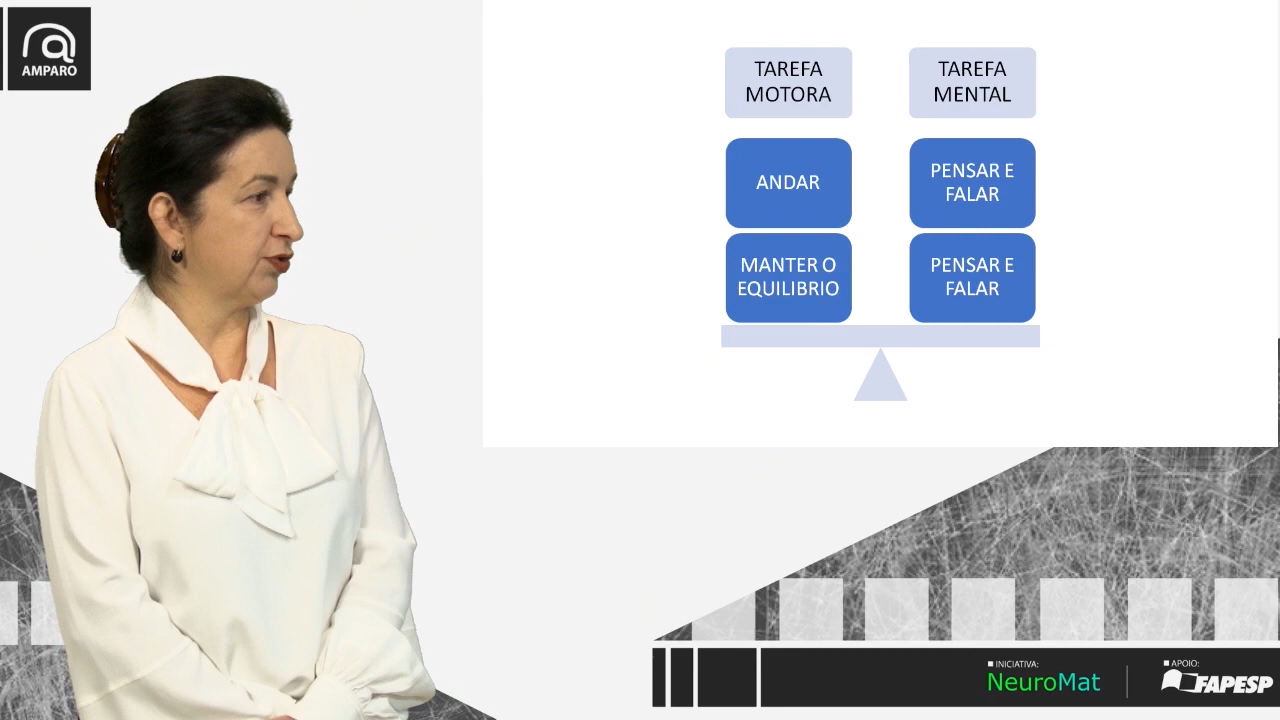 AMPARO
TAREFA
MOTORA
TAREFA
MENTAL
ANDAR
PENSAR E
FALAR
MANTER O
EQUILIBRIO
PENSAR E
FALAR
INICIATIVA:
NeuroMat
APOIO:
FAPESP